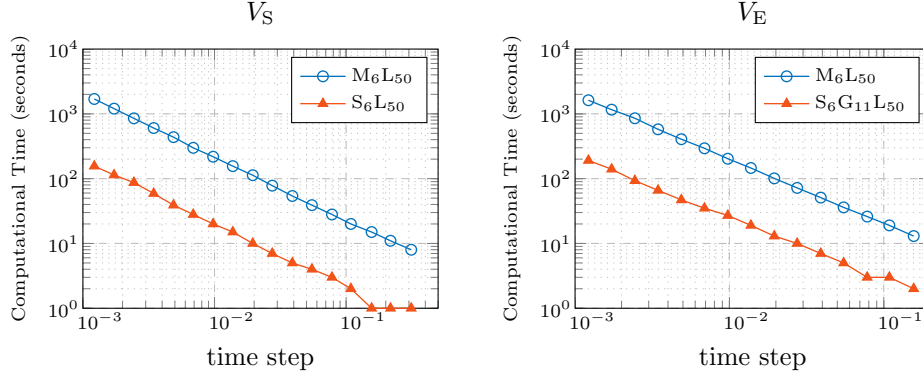 V_S
Computational Time (seconds)
10^4
10^3
10^2
10^1
10^0
10^−3
10^−2
10^−1
time step
M_6L_50
S_6L_50
V_E
Computational Time (seconds)
10^4
10^3
10^2
10^1
10^0
10^−3
10^−2
10^−1
time step
M_6L_50
S_6G_11L_50